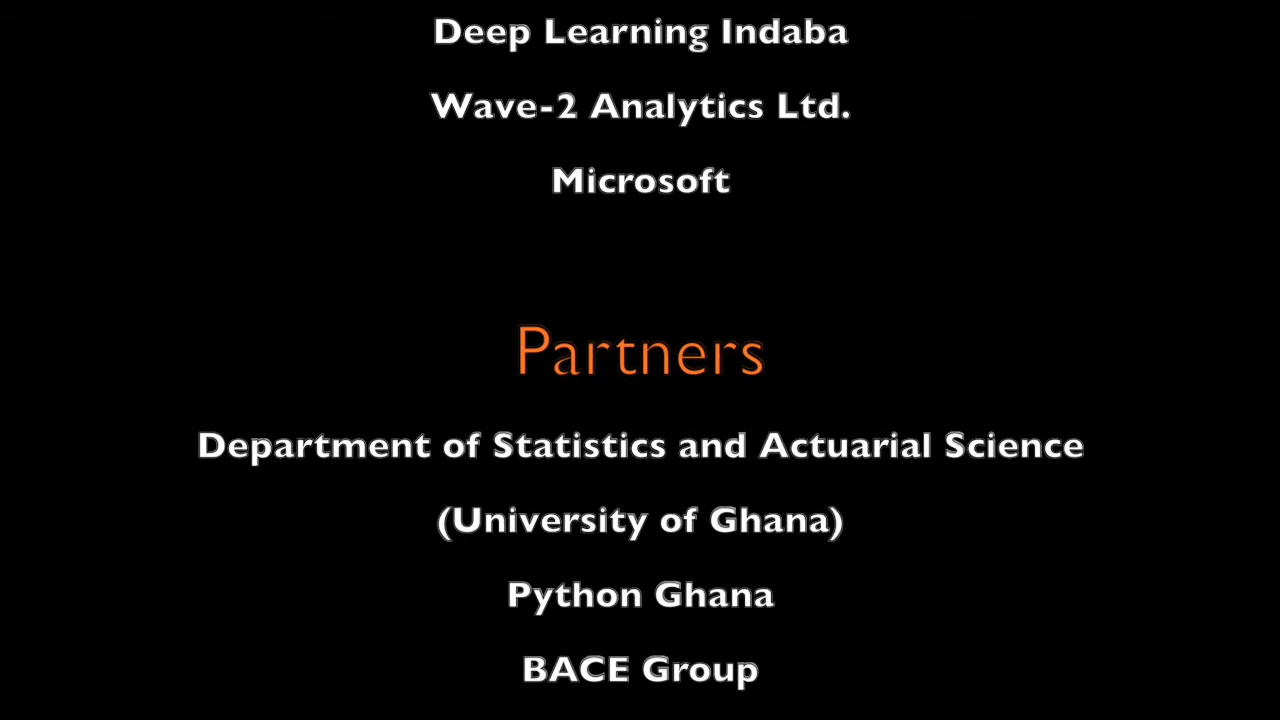 Deep Learning Indaba
Wave-2 Analytics Ltd.
Microsoft
Partners
Department of Statistics and Actuarial Science
(University of Ghana)
Python Ghana
BACE Group